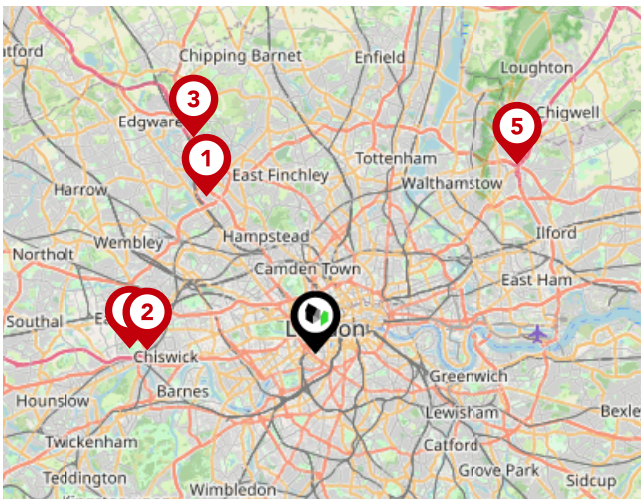 atford
Chipping Barnet
Enfield
Loughton
3
Chigwell
Edgware
5
1
Tottenham
East Finchley
Walthamstow
Harrow
Hampstead
Ilford
Wembley
Northolt
Camden Town
East Ham
2
Southal
Chiswick
Greenwich
Barnes
Hounslow
Lewisham
Bexle
Twickenham
Catford
Grove Park
Teddington
Sidcup
Wimbledon